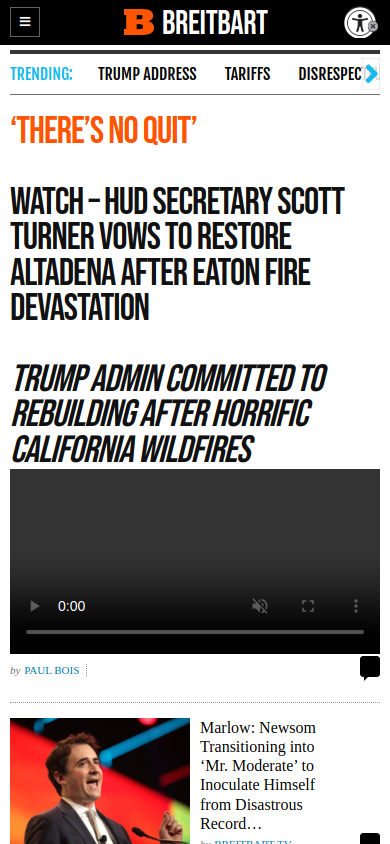 BREITBART
TRENDING: TRUMP ADDRESS TARIFFS DISRESPEC
‘THERE’S NO QUIT’
WATCH – HUD SECRETARY SCOTT
TURNER VOWS TO RESTORE
ALTADENA AFTER EATON FIRE
DEVASTATION
TRUMP ADMIN COMMITTED TO
REBUILDING AFTER HORRIFIC
CALIFORNIA WILDFIRES
0:00
by PAUL BOIS
Marlow: Newsom
Transitioning into
‘Mr. Moderate’ to
Inoculate Himself
from Disastrous
Record…
by BREITBART TV